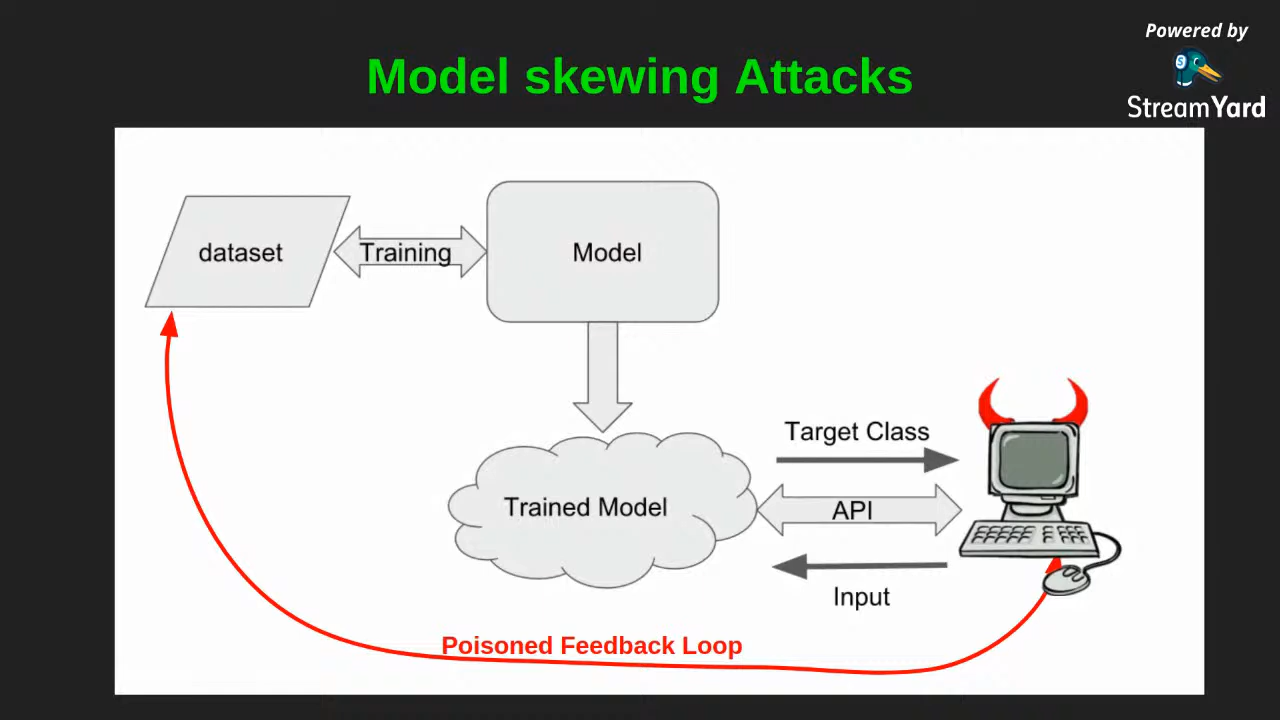 Powered by
StreamYard
Model skewing Attacks
dataset
Training
Model
Target Class
Trained Model
API
Input
Poisoned Feedback Loop